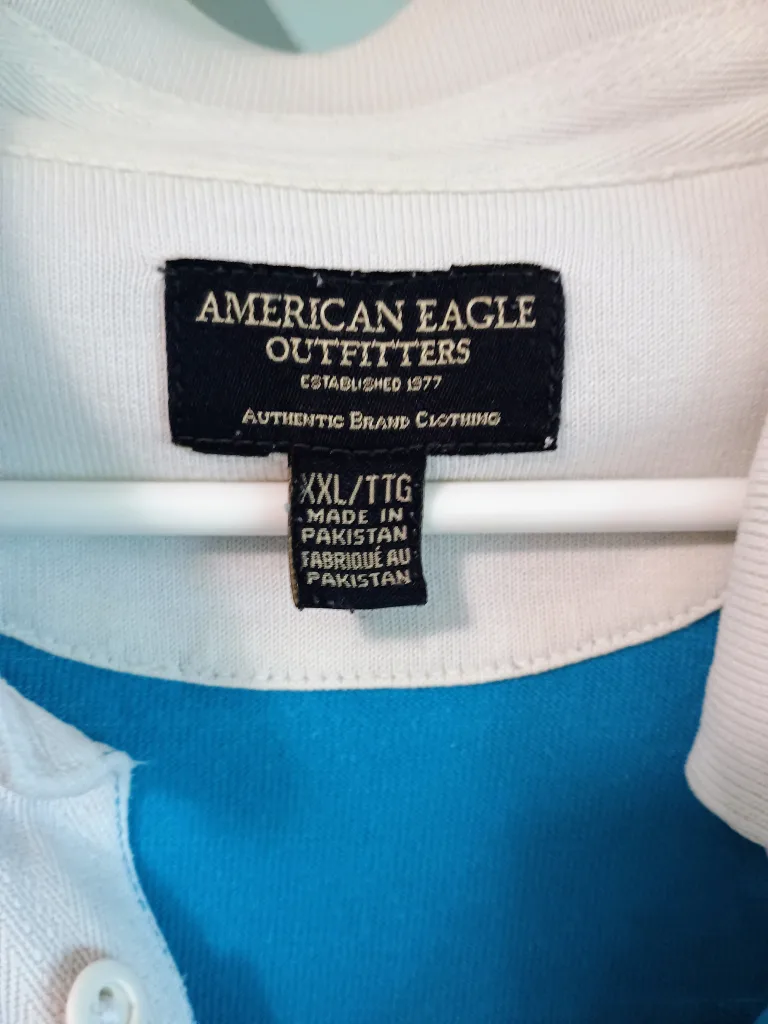 AMERICAN EAGLE
OUTFITTERS
ESTABLISHED 1977
AUTHENTIC BRAND CLOTHING
XXL/TTG
MADE IN
PAKISTAN
FABRIQUÉ AU
PAKISTAN